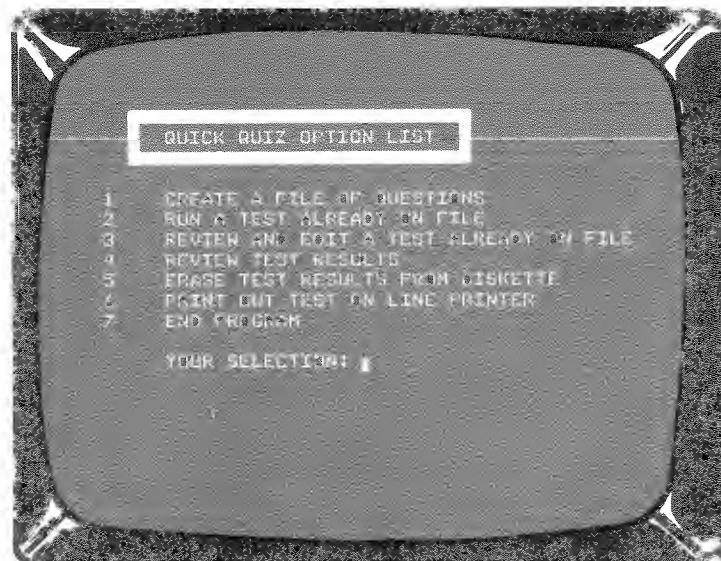 QUICK QUIZ OPTION LIST
1 CREATE A FILE OF QUESTIONS
2 RUN A TEST ALREADY ON FILE
3 REVIEW AND EDIT A TEST ALREADY ON FILE
4 REVIEW TEST RESULTS
5 ERASE TEST RESULTS FROM DISKETTE
6 PRINT OUT TEST ON LINE PRINTER
7 END PROGRAM
YOUR SELECTION: